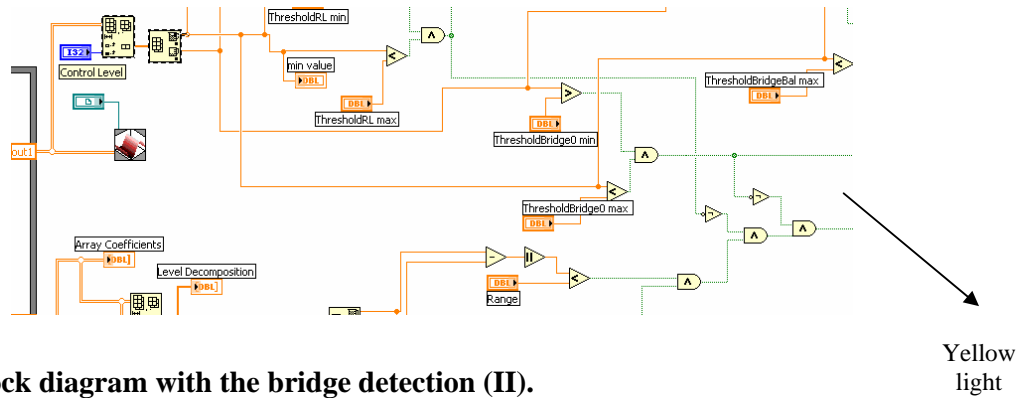 ThresholdRL min
I32
Control Level
min value
DBL
DBL
ThresholdRL max
ThresholdBridgeBal max
DBL
DBL
ThresholdBridge0 min
out1
ThresholdBridge0 max
DBL
Array Coefficients
DBL]
Level Decomposition
[DBL]
DBL
Range
Yellow
light
ock diagram with the bridge detection (II).